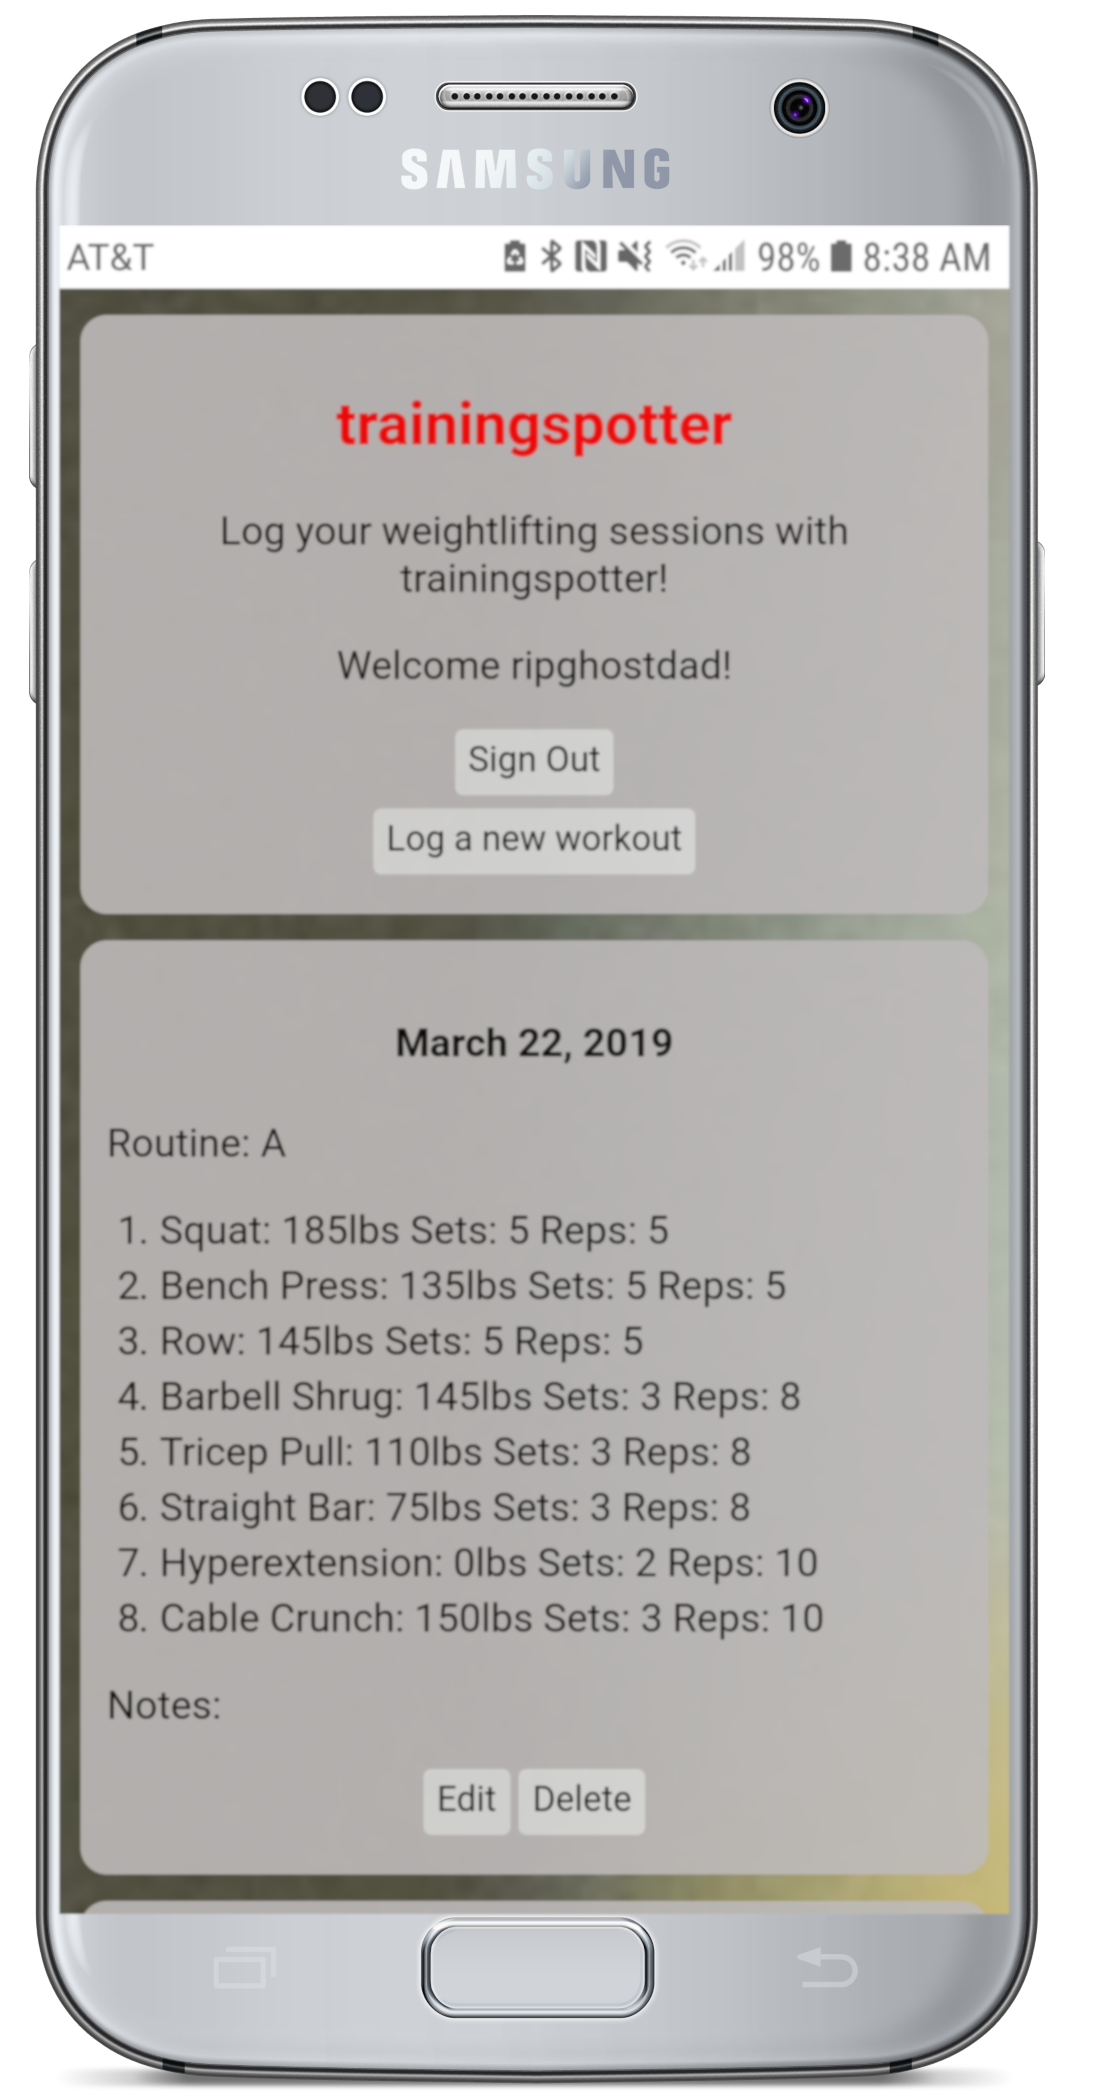 SAMSUNG
AT&T 98% 8:38 AM
trainingspotter
Log your weightlifting sessions with
trainingspotter!
Welcome ripghostdad!
Sign Out
Log a new workout
March 22, 2019
Routine: A
1. Squat: 185lbs Sets: 5 Reps: 5
2. Bench Press: 135lbs Sets: 5 Reps: 5
3. Row: 145lbs Sets: 5 Reps: 5
4. Barbell Shrug: 145lbs Sets: 3 Reps: 8
5. Tricep Pull: 110lbs Sets: 3 Reps: 8
6. Straight Bar: 75lbs Sets: 3 Reps: 8
7. Hyperextension: 0lbs Sets: 2 Reps: 10
8. Cable Crunch: 150lbs Sets: 3 Reps: 10
Notes:
Edit Delete